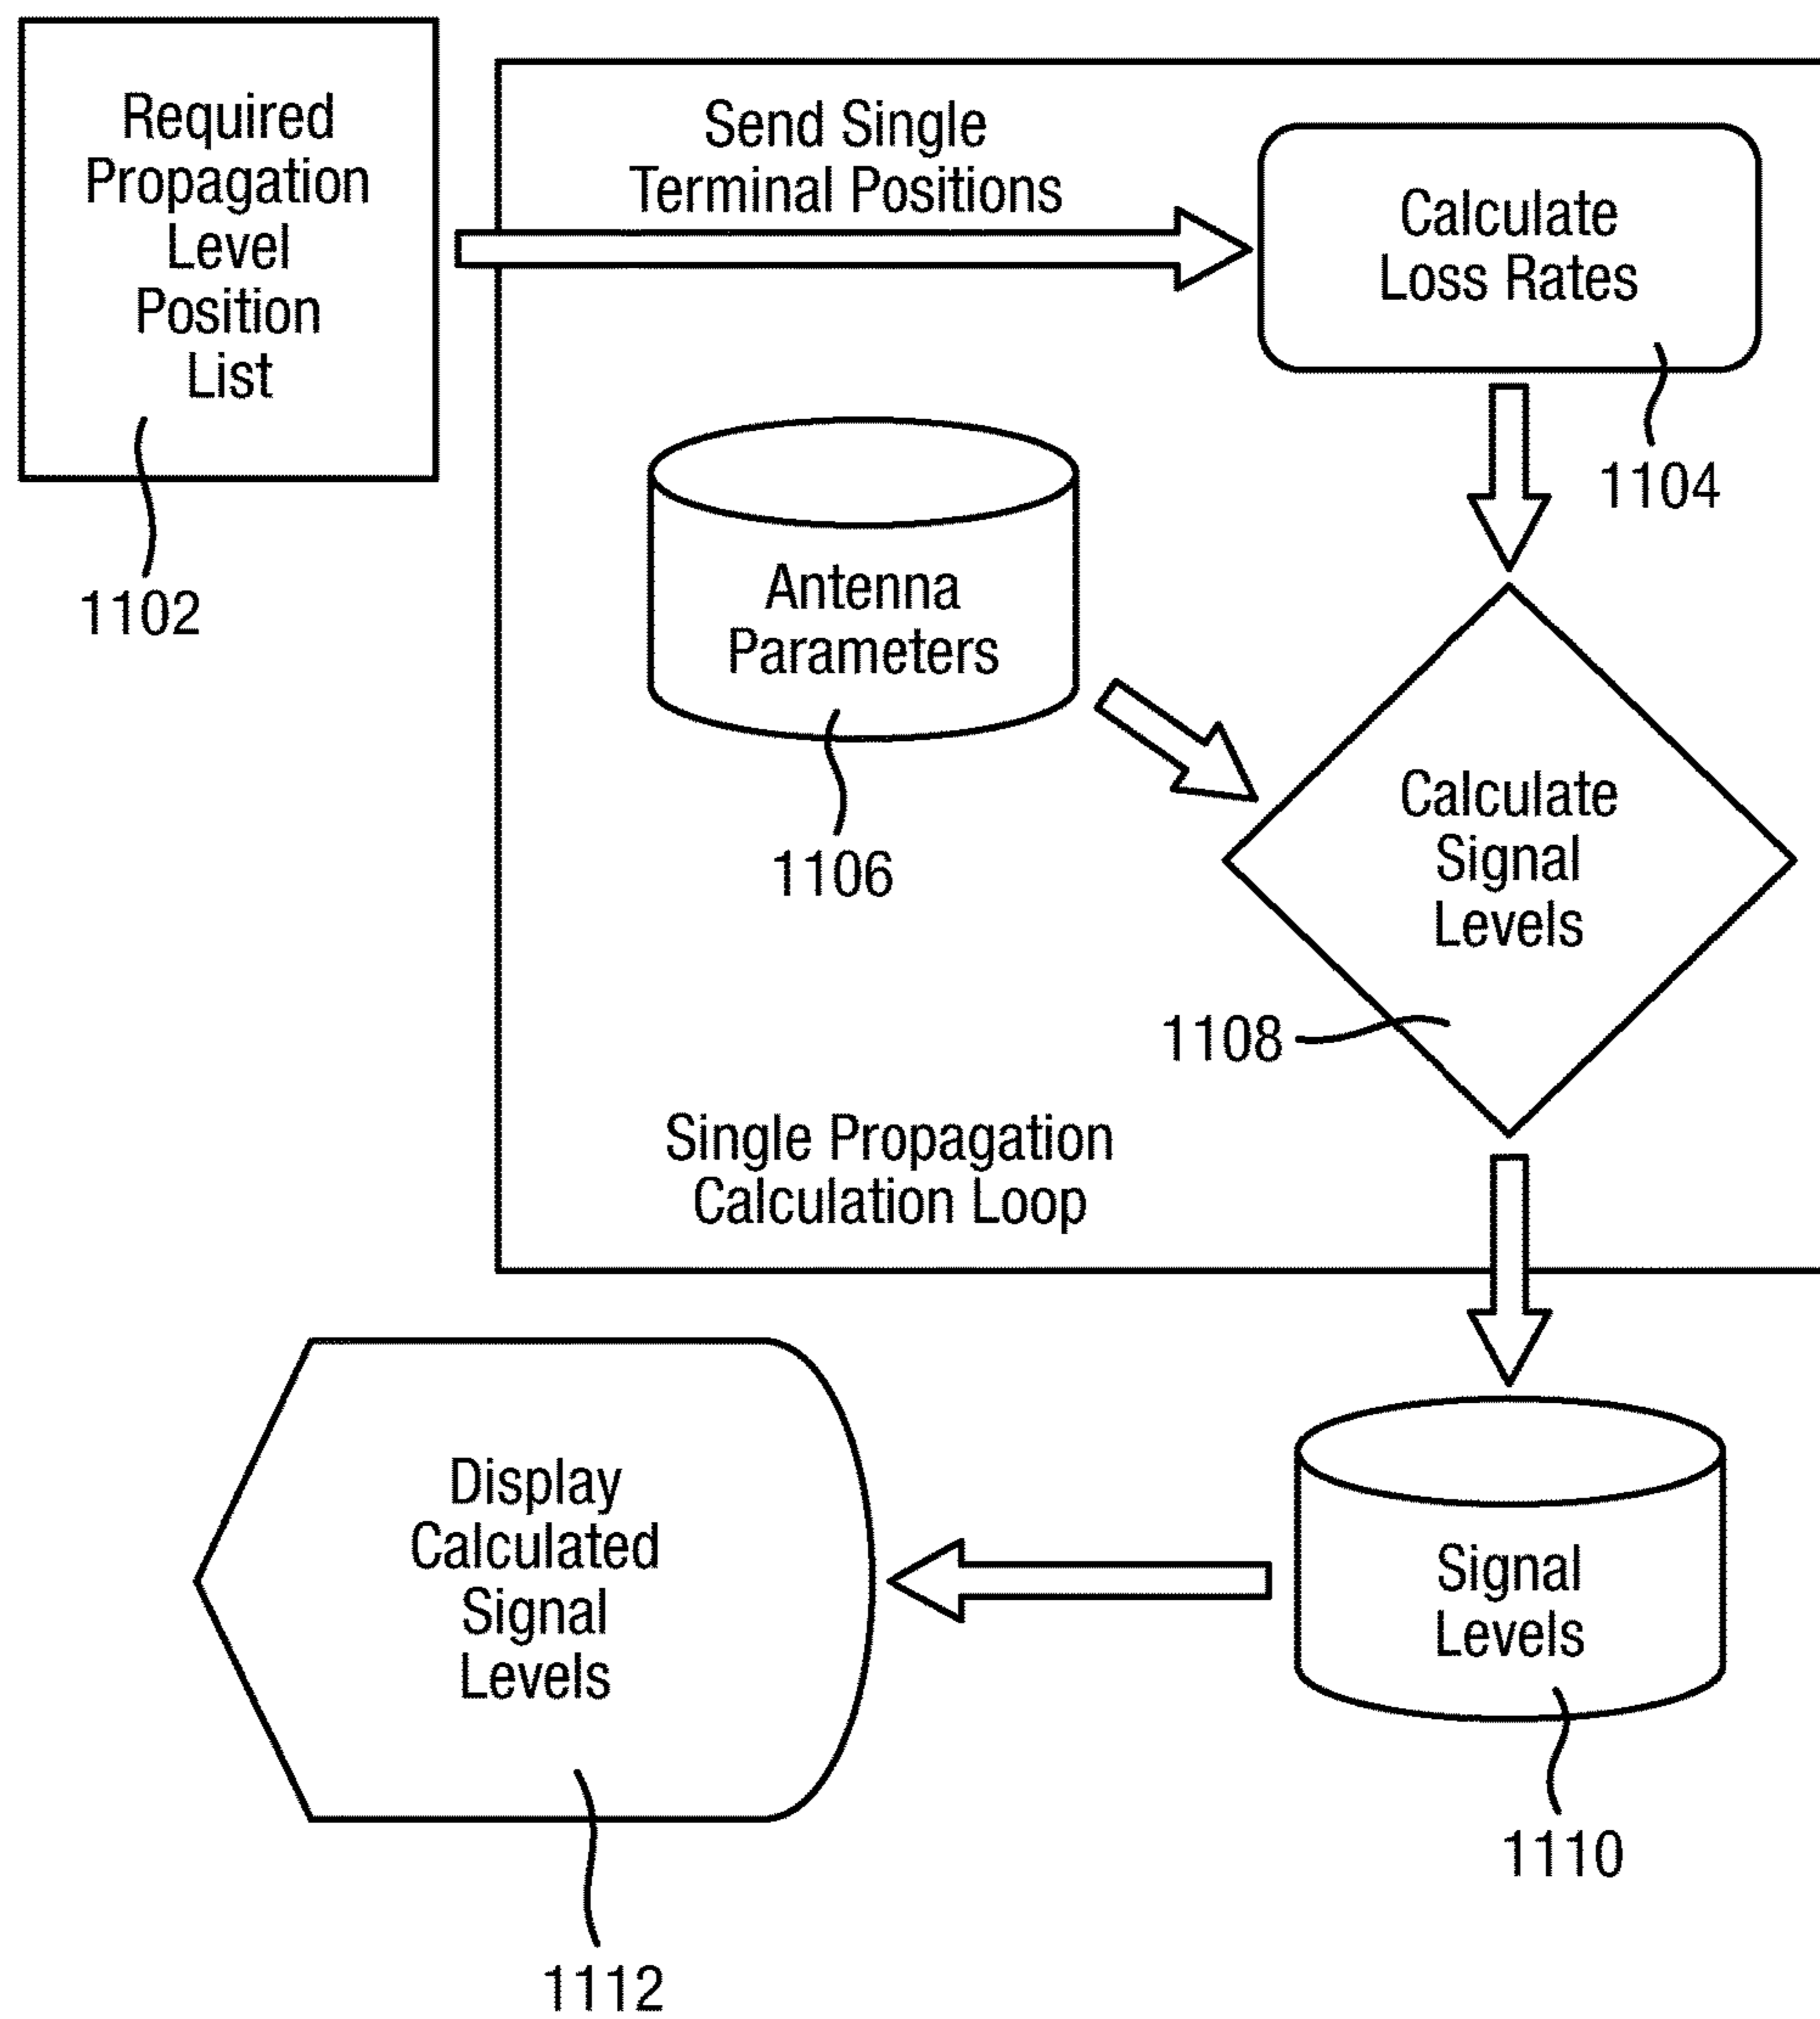 Required
Propagation
Level
Position
List
1102
Send Single
Terminal Positions
Calculate
Loss Rates
1104
Antenna
Parameters
1106
Calculate
Signal
Levels
1108
Single Propagation
Calculation Loop
Display
Calculated
Signal
Levels
1112
Signal
Levels
1110